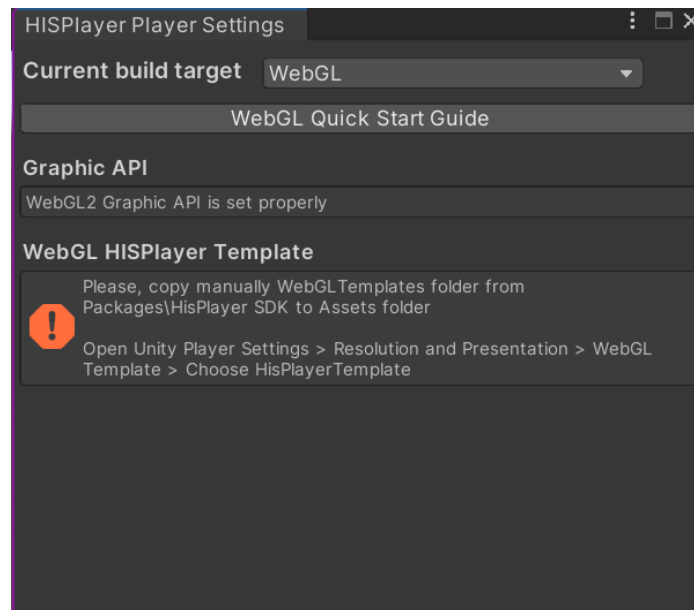 HISPlayer Player Settings
Current build target WebGL
WebGL Quick Start Guide
Graphic API
WebGL2 Graphic API is set properly
WebGL HISPlayer Template
Please, copy manually WebGLTemplates folder from
Packages\HisPlayer SDK to Assets folder
Open Unity Player Settings > Resolution and Presentation > WebGL
Template > Choose HisPlayerTemplate